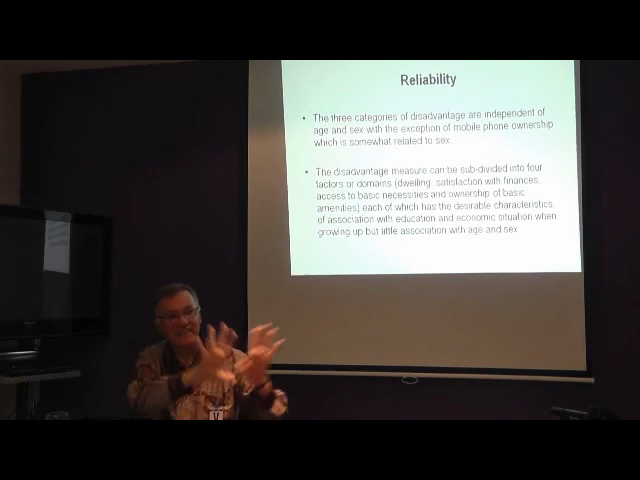 Reliability
• The three categories of disadvantage are independent of
age and sex with the exception of mobile phone ownership
which is somewhat related to sex
• The disadvantage measure can be sub-divided into four
factors or domains (dwelling, satisfaction with finances,
access to basic necessities and ownership of basic
amenities) each of which has the desirable characteristics
of association with education and economic situation when
growing up but little association with age and sex